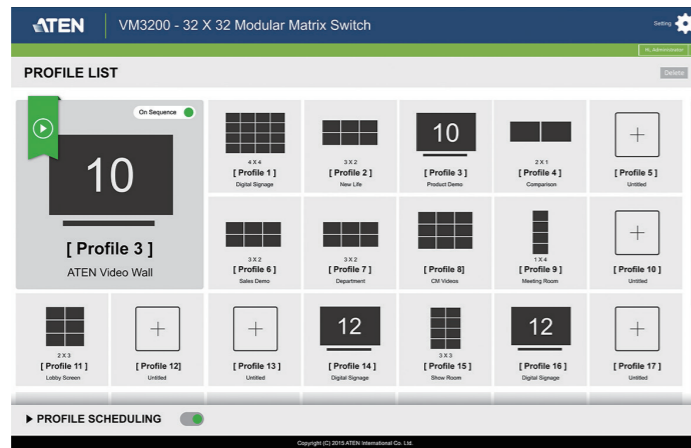 ATEN
VM3200 - 32 X 32 Modular Matrix Switch
Setting
Hi, Administrator
PROFILE LIST
Delete
On Sequence
10
[ Profile 3 ]
ATEN Video Wall
4 X 4
[ Profile 1 ]
Digital Signage
3 X 2
[ Profile 2 ]
New Life
10
[ Profile 3 ]
Product Demo
2 X 1
[ Profile 4 ]
Comparison
[ Profile 5 ]
Untitled
3 X 2
[ Profile 6 ]
Sales Demo
3 X 2
[ Profile 7 ]
Department
[ Profile 8]
CM Videos
1 X 4
[ Profile 9 ]
Meeting Room
[ Profile 10 ]
Untitled
2 X 3
[ Profile 11 ]
Lobby Screen
[ Profile 12]
Untitled
[ Profile 13 ]
Untitled
12
[ Profile 14 ]
Digital Signage
3 X 3
[ Profile 15 ]
Show Room
12
[ Profile 16 ]
Digital Signage
[ Profile 17 ]
Untitled
PROFILE SCHEDULING
Copyright (C) 2015 ATEN International Co. Ltd.